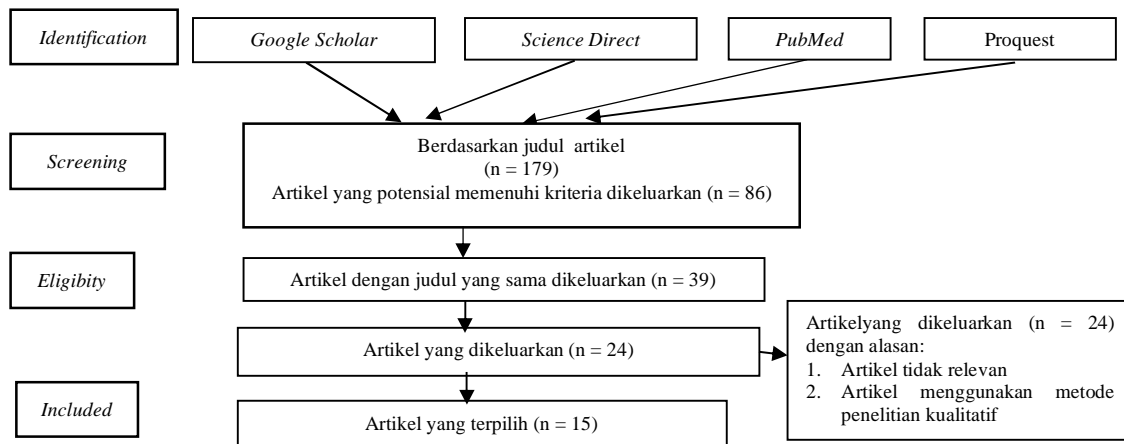 Identification
Google Scholar
Science Direct
PubMed
Proquest
Screening
Berdasarkan judul artikel
(n = 179)
Artikel yang potensial memenuhi kriteria dikeluarkan (n = 86)
Eligibity
Artikel dengan judul yang sama dikeluarkan (n = 39)
Artikel yang dikeluarkan (n = 24)
Artikelyang dikeluarkan (n = 24)
dengan alasan:
1. Artikel tidak relevan
2. Artikel menggunakan metode
penelitian kualitatif
Included
Artikel yang terpilih (n = 15)